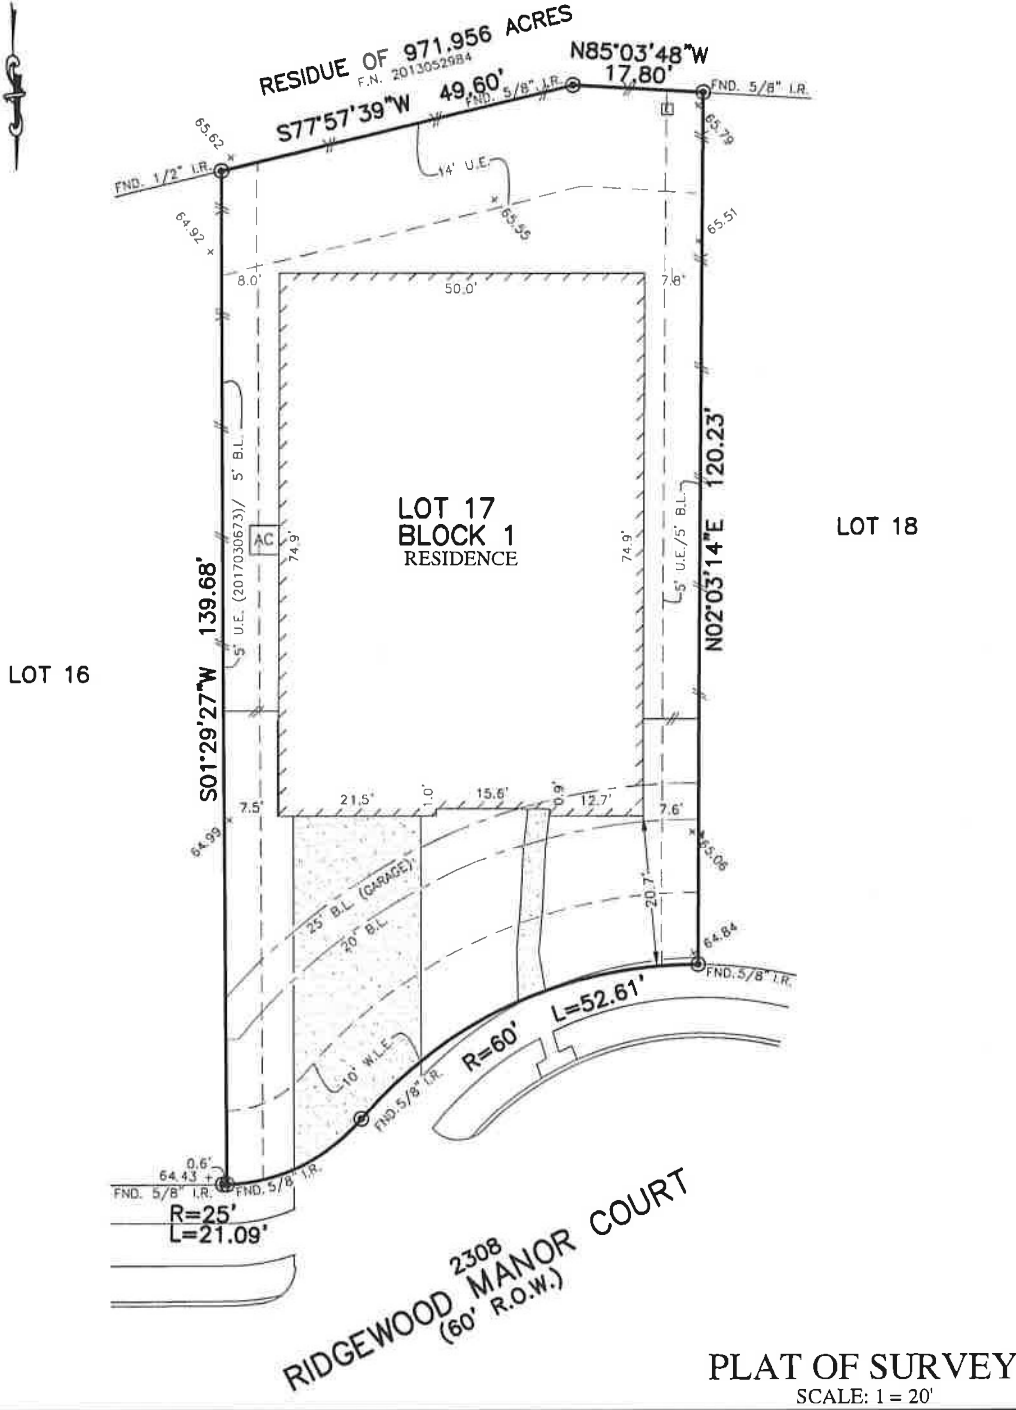 RESIDUE OF 971.956 ACRES
F.N. 2013052984
N85°03'48"W
17.80'
S77°57'39"W 49.60'
FND. 5/8" I.R.
FND. 5/8" I.R.
65.62
65.79
FND. 1/2" I.R.
14' U.E.
64.92
65.55
65.51
8.0'
50.0'
7.8'
5' U.E. (2017030673)/ 5' B.L.
S01°29'27"W 139.68'
AC
74.9'
LOT 17
BLOCK 1
RESIDENCE
74.9'
5' U.E./5' B.L.
N02°03'14"E 120.23'
LOT 18
LOT 16
7.5'
21.5'
1.0'
15.6'
0.9'
12.7'
7.6'
64.99
65.06
25' B.L. (GARAGE)
20' B.L.
20.7'
64.84
FND. 5/8" I.R.
10' W.L.E.
R=60' L=52.61'
FND. 5/8" I.R.
0.6'
64.43
FND. 5/8" I.R.
FND. 5/8" I.R.
R=25'
L=21.09'
2308
RIDGEWOOD MANOR COURT
(60' R.O.W.)
PLAT OF SURVEY
SCALE: 1 = 20'